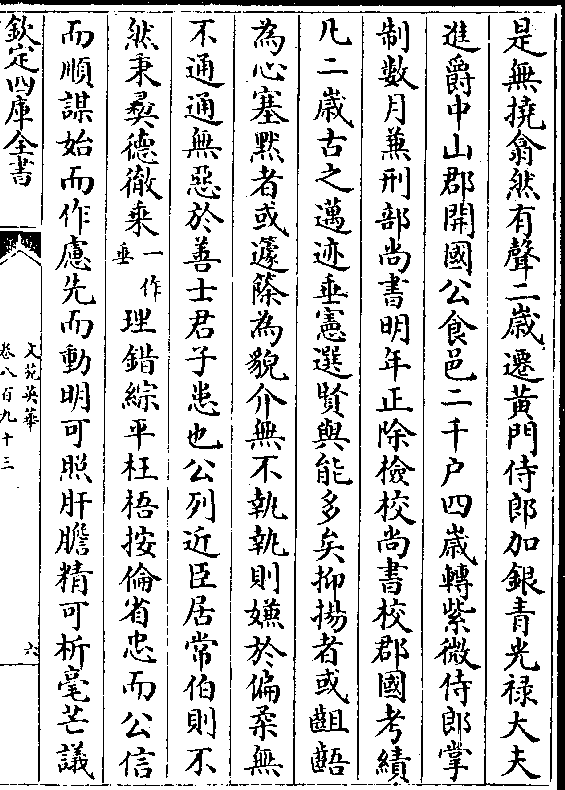 是無撓翕然有聲二歲遷黃門侍郎加銀青光祿大夫
進爵中山郡開國公食邑二千户四歲轉紫微侍郎掌
制數月兼刑部尚書明年正除檢校尚書校郡國考績
凡二歲古之邁迹垂憲選賢與能多矣抑揚者或齟齬
為心塞默者或籧篨為貌介無不執執則嫌於偏柔無
不通通無惡於善士君子患也公列近臣居常伯則不
然秉彛德徹乗一作垂理錯綜平枉梧按倫省忠而公信
而順謀始而作慮先而動明可照肝膽精可析毫芒議
欽定四庫全書
文苑英華
卷八百九十三
六